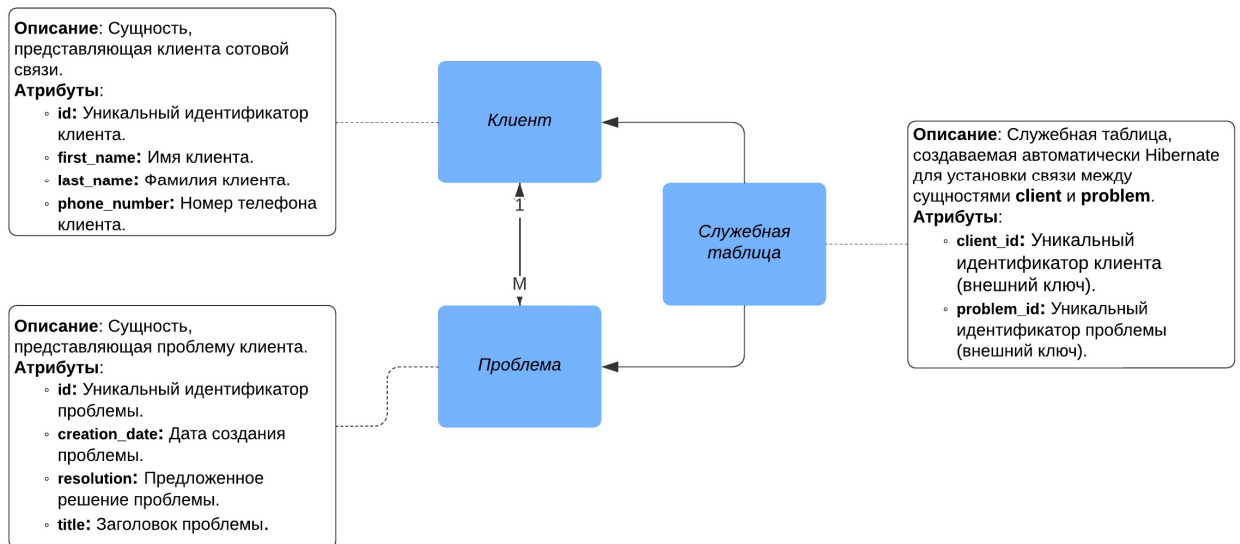 Описание: Сущность,
представляющая клиента сотовой
связи.
Атрибуты:
◦ id: Уникальный идентификатор
клиента.
◦ first_name: Имя клиента.
◦ last_name: Фамилия клиента.
◦ phone_number: Номер телефона
клиента.
Клиент
1
M
Служебная
таблица
Описание: Служебная таблица,
создаваемая автоматически Hibernate
для установки связи между
сущностями client и problem.
Атрибуты:
◦ client_id: Уникальный
идентификатор клиента
(внешний ключ).
◦ problem_id: Уникальный
идентификатор проблемы
(внешний ключ).
Описание: Сущность,
представляющая проблему клиента.
Атрибуты:
◦ id: Уникальный идентификатор
проблемы.
◦ creation_date: Дата создания
проблемы.
◦ resolution: Предложенное
решение проблемы.
◦ title: Заголовок проблемы.
Проблема